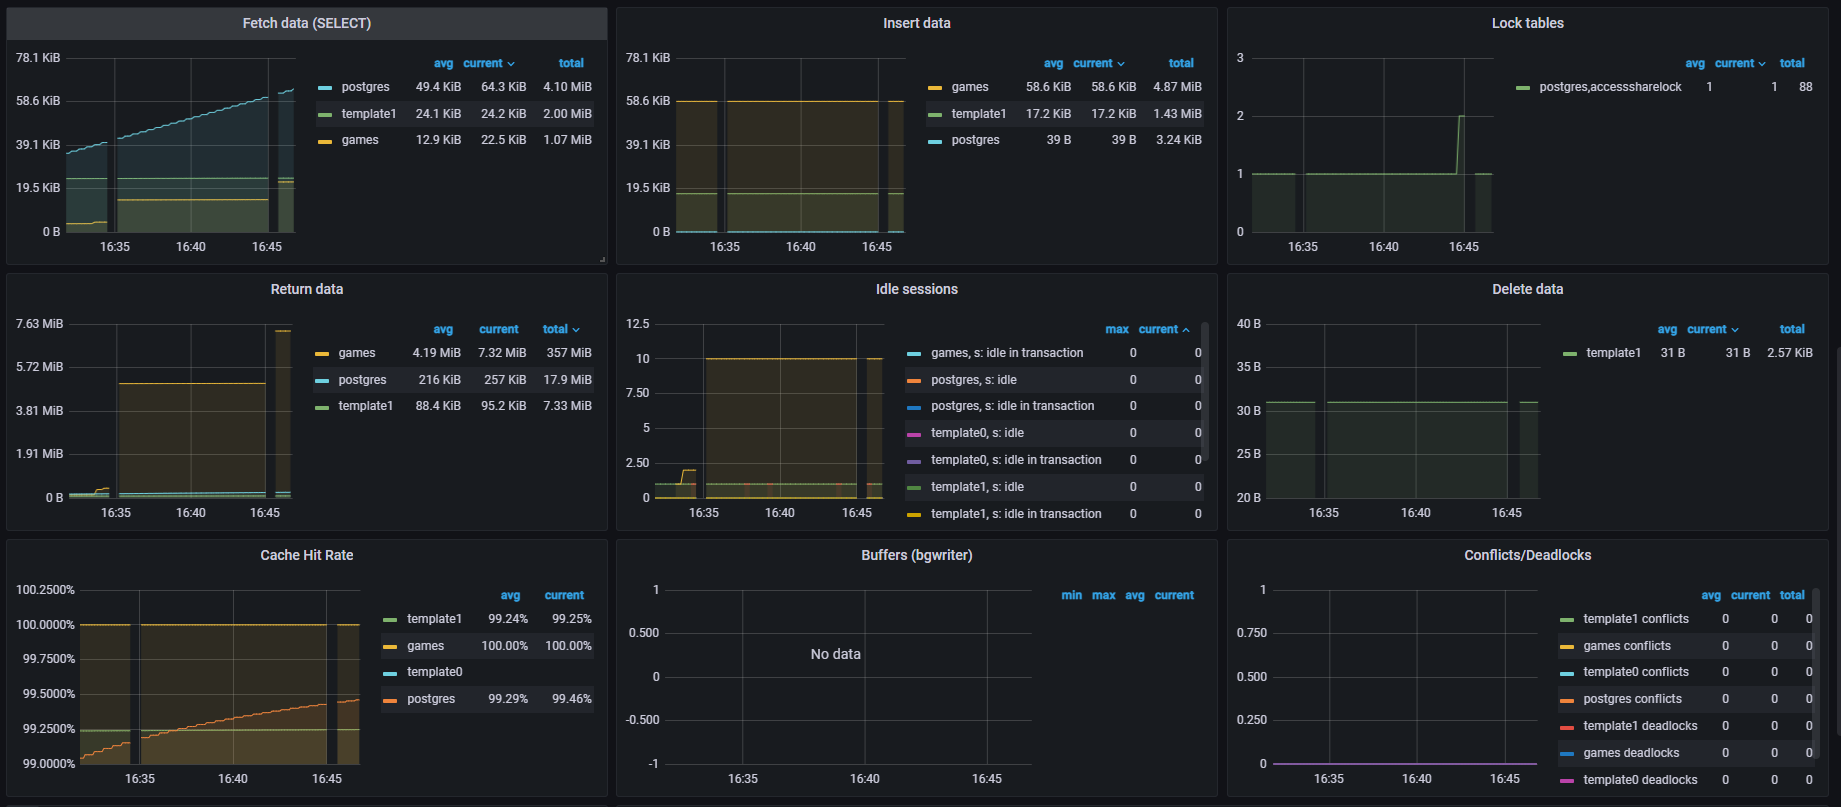 Fetch data (SELECT)
78.1 KiB
58.6 KiB
39.1 KiB
19.5 KiB
0 B
16:35 16:40 16:45
avg current total
postgres 49.4 KiB 64.3 KiB 4.10 MiB
template1 24.1 KiB 24.2 KiB 2.00 MiB
games 12.9 KiB 22.5 KiB 1.07 MiB
Insert data
78.1 KiB
58.6 KiB
39.1 KiB
19.5 KiB
0 B
16:35 16:40 16:45
avg current total
games 58.6 KiB 58.6 KiB 4.87 MiB
template1 17.2 KiB 17.2 KiB 1.43 MiB
postgres 39 B 39 B 3.24 KiB
Lock tables
3
2
1
0
16:35 16:40 16:45
avg current total
postgres,accesssharelock 1 1 88
Return data
7.63 MiB
5.72 MiB
3.81 MiB
1.91 MiB
0 B
16:35 16:40 16:45
avg current total
games 4.19 MiB 7.32 MiB 357 MiB
postgres 216 KiB 257 KiB 17.9 MiB
template1 88.4 KiB 95.2 KiB 7.33 MiB
Idle sessions
12.5
10
7.50
5
2.50
0
16:35 16:40 16:45
max current
games, s: idle in transaction 0 0
postgres, s: idle 0 0
postgres, s: idle in transaction 0 0
template0, s: idle 0 0
template0, s: idle in transaction 0 0
template1, s: idle 0 0
template1, s: idle in transaction 0 0
Delete data
40 B
35 B
30 B
25 B
20 B
16:35 16:40 16:45
avg current total
template1 31 B 31 B 2.57 KiB
Cache Hit Rate
100.2500%
100.0000%
99.7500%
99.5000%
99.2500%
99.0000%
16:35 16:40 16:45
avg current
template1 99.24% 99.25%
games 100.00% 100.00%
template0
postgres 99.29% 99.46%
Buffers (bgwriter)
1
0.500
0
-0.500
-1
No data
16:35 16:40 16:45
min max avg current
Conflicts/Deadlocks
1
0.750
0.500
0.250
0
16:35 16:40 16:45
avg current total
template1 conflicts 0 0 0
games conflicts 0 0 0
template0 conflicts 0 0 0
postgres conflicts 0 0 0
template1 deadlocks 0 0 0
games deadlocks 0 0 0
template0 deadlocks 0 0 0